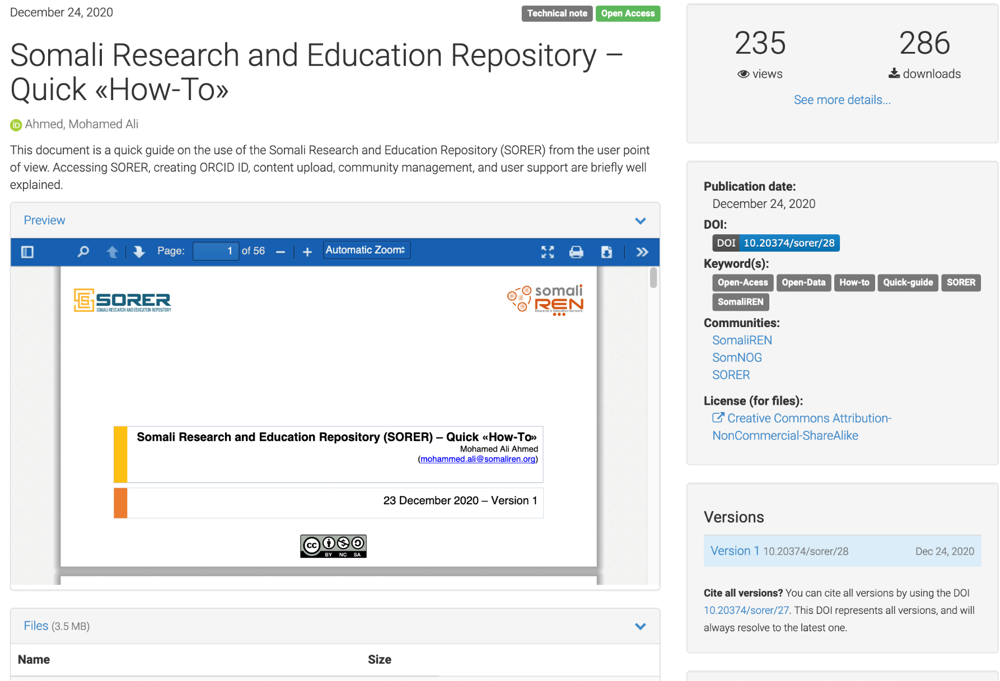 December 24, 2020
Technical note
Open Access
Somali Research and Education Repository –
Quick «How-To»
iD Ahmed, Mohamed Ali
This document is a quick guide on the use of the Somali Research and Education Repository (SORER) from the user point
of view. Accessing SORER, creating ORCID ID, content upload, community management, and user support are briefly well
explained.
Preview
Page: 1 of 56
Automatic Zoom
SORER
SOMALI RESEARCH AND EDUCATION REPOSITORY
somali
REN
Research & Education Network
Somali Research and Education Repository (SORER) – Quick «How-To»
Mohamed Ali Ahmed
(mohammed.ali@somaliren.org)
23 December 2020 – Version 1
cc
BY NC SA
Files (3.5 MB)
Name Size
235
views
286
downloads
See more details...
Publication date:
December 24, 2020
DOI:
DOI 10.20374/sorer/28
Keyword(s):
Open-Acess Open-Data How-to Quick-guide SORER
SomaliREN
Communities:
SomaliREN
SomNOG
SORER
License (for files):
Creative Commons Attribution-
NonCommercial-ShareAlike
Versions
Version 1 10.20374/sorer/28 Dec 24, 2020
Cite all versions? You can cite all versions by using the DOI
10.20374/sorer/27. This DOI represents all versions, and will
always resolve to the latest one.